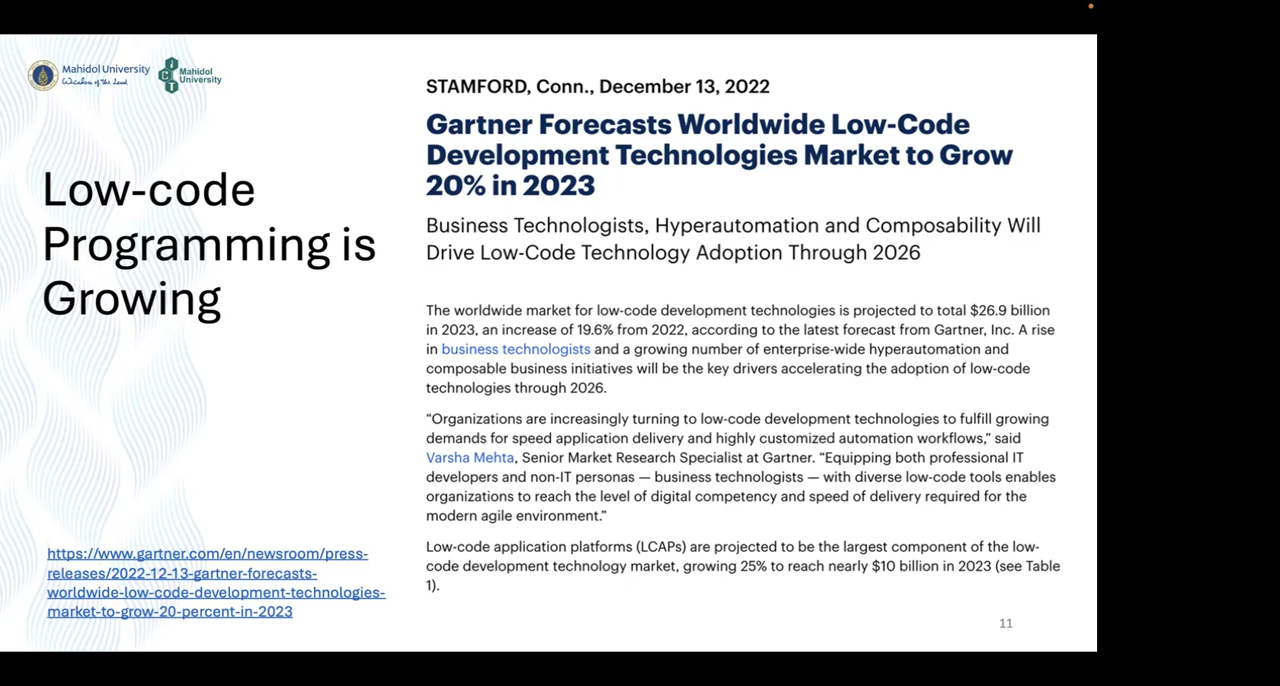 Mahidol University
Wisdom of the Land
Mahidol
University
Low-code
Programming is
Growing
https://www.gartner.com/en/newsroom/press-
releases/2022-12-13-gartner-forecasts-
worldwide-low-code-development-technologies-
market-to-grow-20-percent-in-2023
STAMFORD, Conn., December 13, 2022
Gartner Forecasts Worldwide Low-Code
Development Technologies Market to Grow
20% in 2023
Business Technologists, Hyperautomation and Composability Will
Drive Low-Code Technology Adoption Through 2026
The worldwide market for low-code development technologies is projected to total $26.9 billion
in 2023, an increase of 19.6% from 2022, according to the latest forecast from Gartner, Inc. A rise
in business technologists and a growing number of enterprise-wide hyperautomation and
composable business initiatives will be the key drivers accelerating the adoption of low-code
technologies through 2026.
“Organizations are increasingly turning to low-code development technologies to fulfill growing
demands for speed application delivery and highly customized automation workflows,” said
Varsha Mehta, Senior Market Research Specialist at Gartner. “Equipping both professional IT
developers and non-IT personas — business technologists — with diverse low-code tools enables
organizations to reach the level of digital competency and speed of delivery required for the
modern agile environment.”
Low-code application platforms (LCAPs) are projected to be the largest component of the low-
code development technology market, growing 25% to reach nearly $10 billion in 2023 (see Table
1).
11